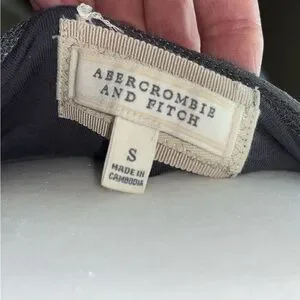 ABERCROMBIE
AND FITCH
S
MADE IN
CAMBODIA